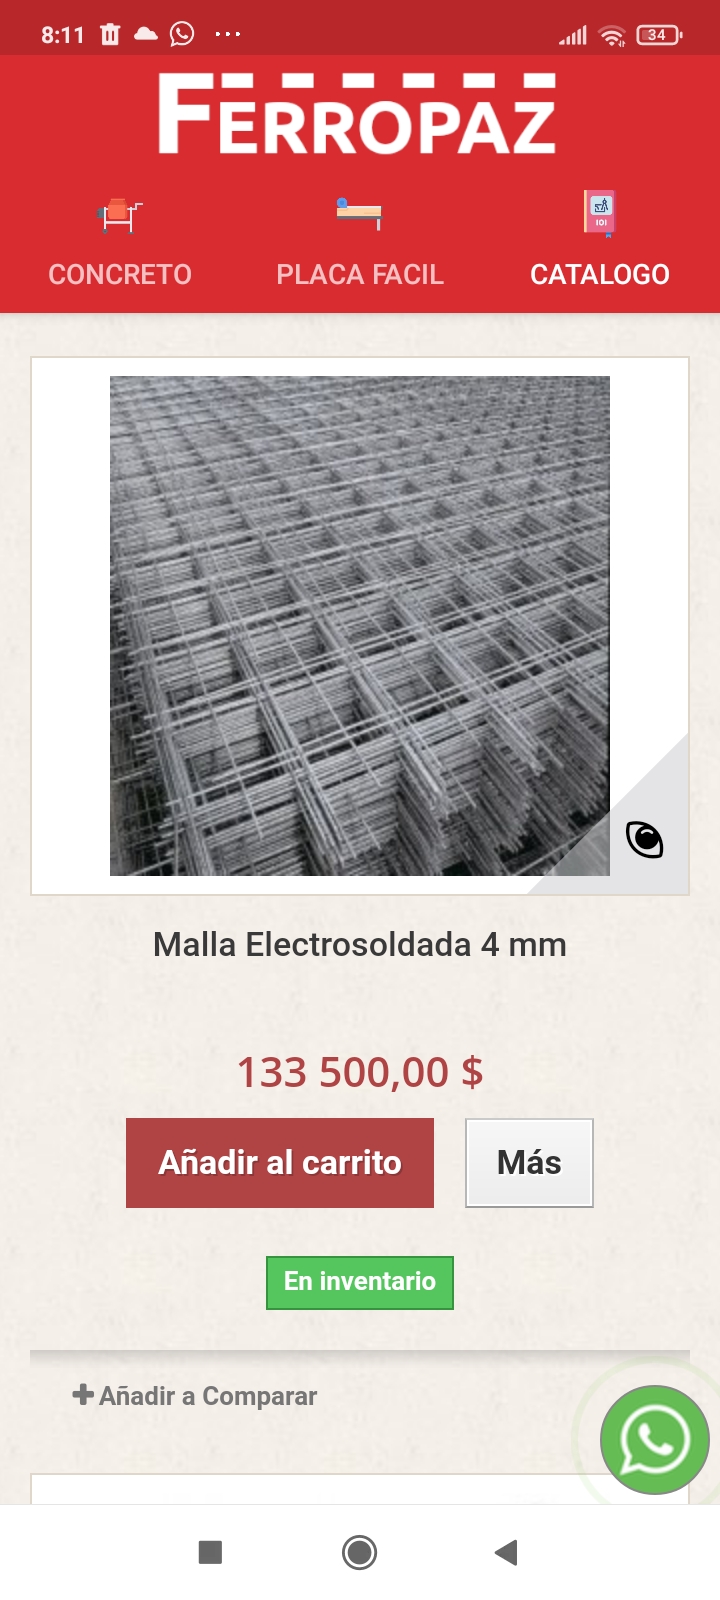 8:11
34
FERROPAZ
CONCRETO
PLACA FACIL
CATALOGO
Malla Electrosoldada 4 mm
133 500,00 $
Añadir al carrito
Más
En inventario
Añadir a Comparar